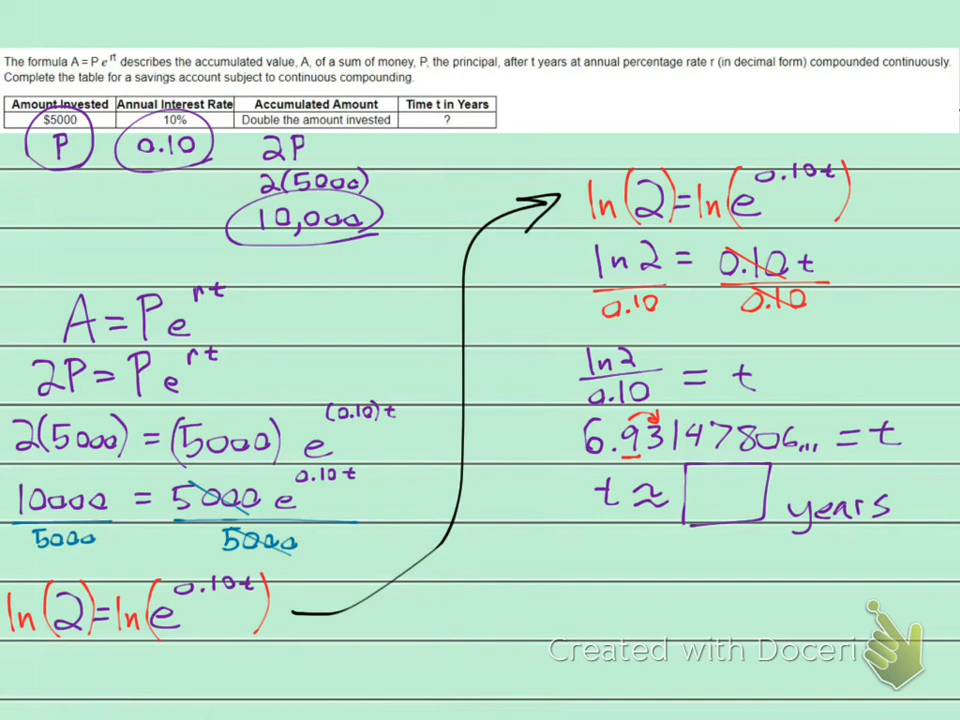 The formula A = P e^rt describes the accumulated value, A, of a sum of money, P, the principal, after t years at annual percentage rate r (in decimal form) compounded continuously.
Complete the table for a savings account subject to continuous compounding.
Amount Invested Annual Interest Rate Accumulated Amount Time t in Years
$5000 10% Double the amount invested ?
P 0.10 2P
2(5000)
10,000
A = Pe^rt
2P = Pe^rt
2(5000) = (5000) e^(0.10)t
10000 = 5000 e^0.10t
5000 5000
ln(2) = ln(e^0.10t)
ln(2) = ln(e^0.10t)
ln 2 = 0.10 t
0.10 0.10
ln 2
0.10 = t
6.93147806... = t
t ≈ years
Created with Doceri